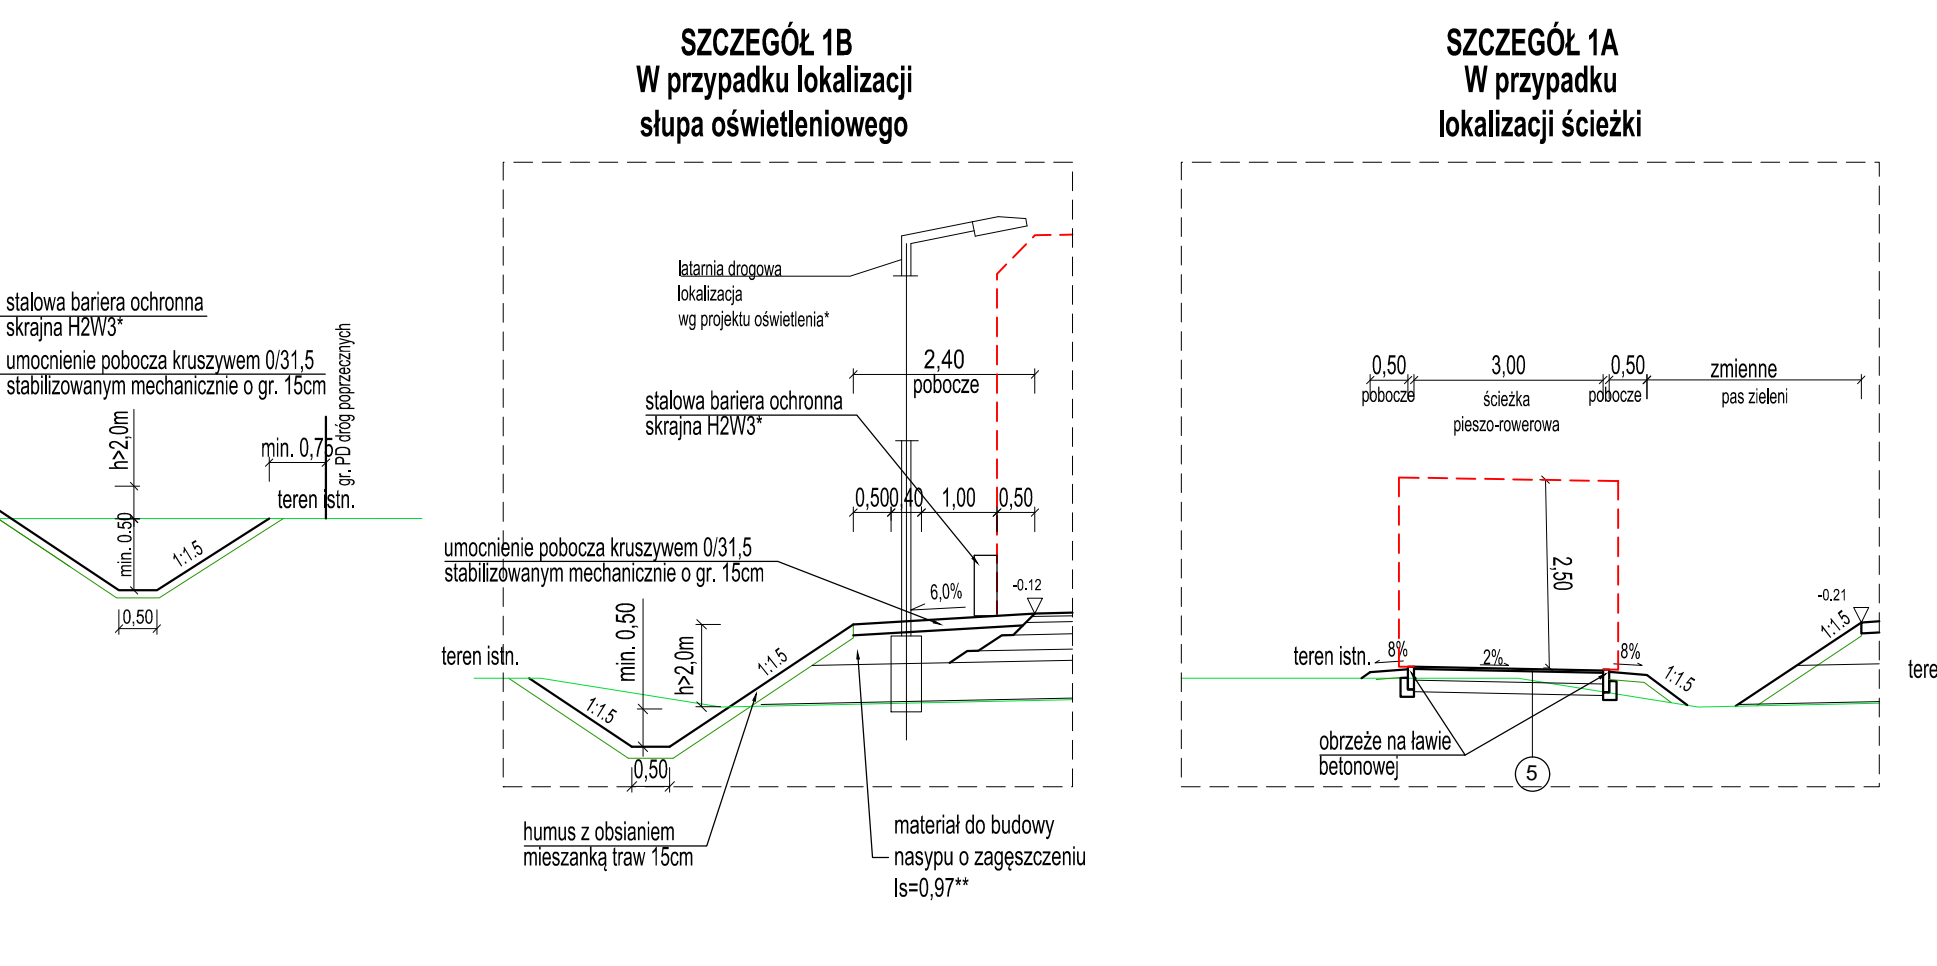 SZCZEGÓŁ 1B
W przypadku lokalizacji
słupa oświetleniowego
SZCZEGÓŁ 1A
W przypadku
lokalizacji ścieżki
stalowa bariera ochronna
skrajna H2W3*
umocnienie pobocza kruszywem 0/31,5
stabilizowanym mechanicznie o gr. 15cm
gr. PD dróg poprzecznych
h>2,0m
min. 0,75
teren istn.
min. 0.50
1:1.5
0,50
latarnia drogowa
lokalizacja
wg projektu oświetlenia*
2,40
pobocze
stalowa bariera ochronna
skrajna H2W3*
0,50
0,40
1,00
0,50
umocnienie pobocza kruszywem 0/31,5
stabilizowanym mechanicznie o gr. 15cm
6,0%
-0.12
min. 0,50
h>2,0m
teren istn.
1:1.5
1:1.5
0,50
humus z obsianiem
mieszanką traw 15cm
materiał do budowy
nasypu o zagęszczeniu
Is=0,97**
0,50
3,00
0,50
zmienne
pobocze
ścieżka
pobocze
pas zieleni
pieszo-rowerowa
2,50
-0.21
1:1.5
teren istn.
8%
2%
8%
1:1.5
tere
obrzeże na ławie
betonowej
5